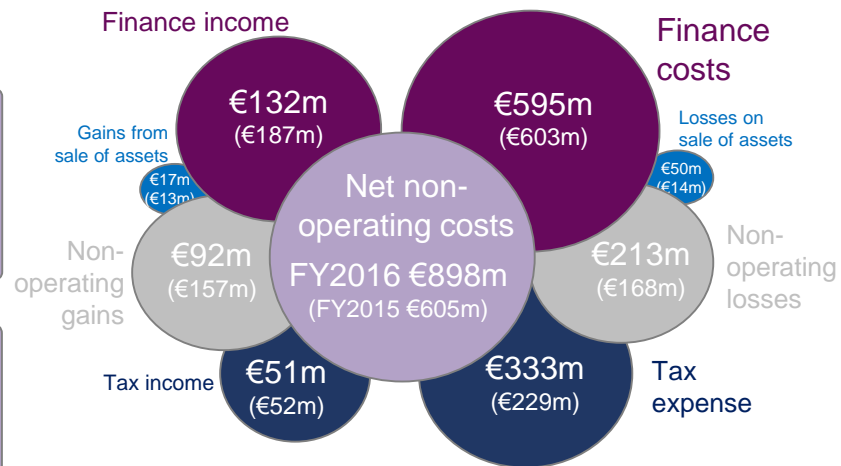 Finance income
€132m
(€187m)
Gains from
sale of assets
€17m
(€13m)
Non-
operating
gains
€92m
(€157m)
Tax income
€51m
(€52m)
Net non-
operating costs
FY2016 €898m
(FY2015 €605m)
Finance
costs
€595m
(€603m)
Losses on
sale of assets
€50m
(€14m)
Non-
operating
losses
€213m
(€168m)
Tax
expense
€333m
(€229m)